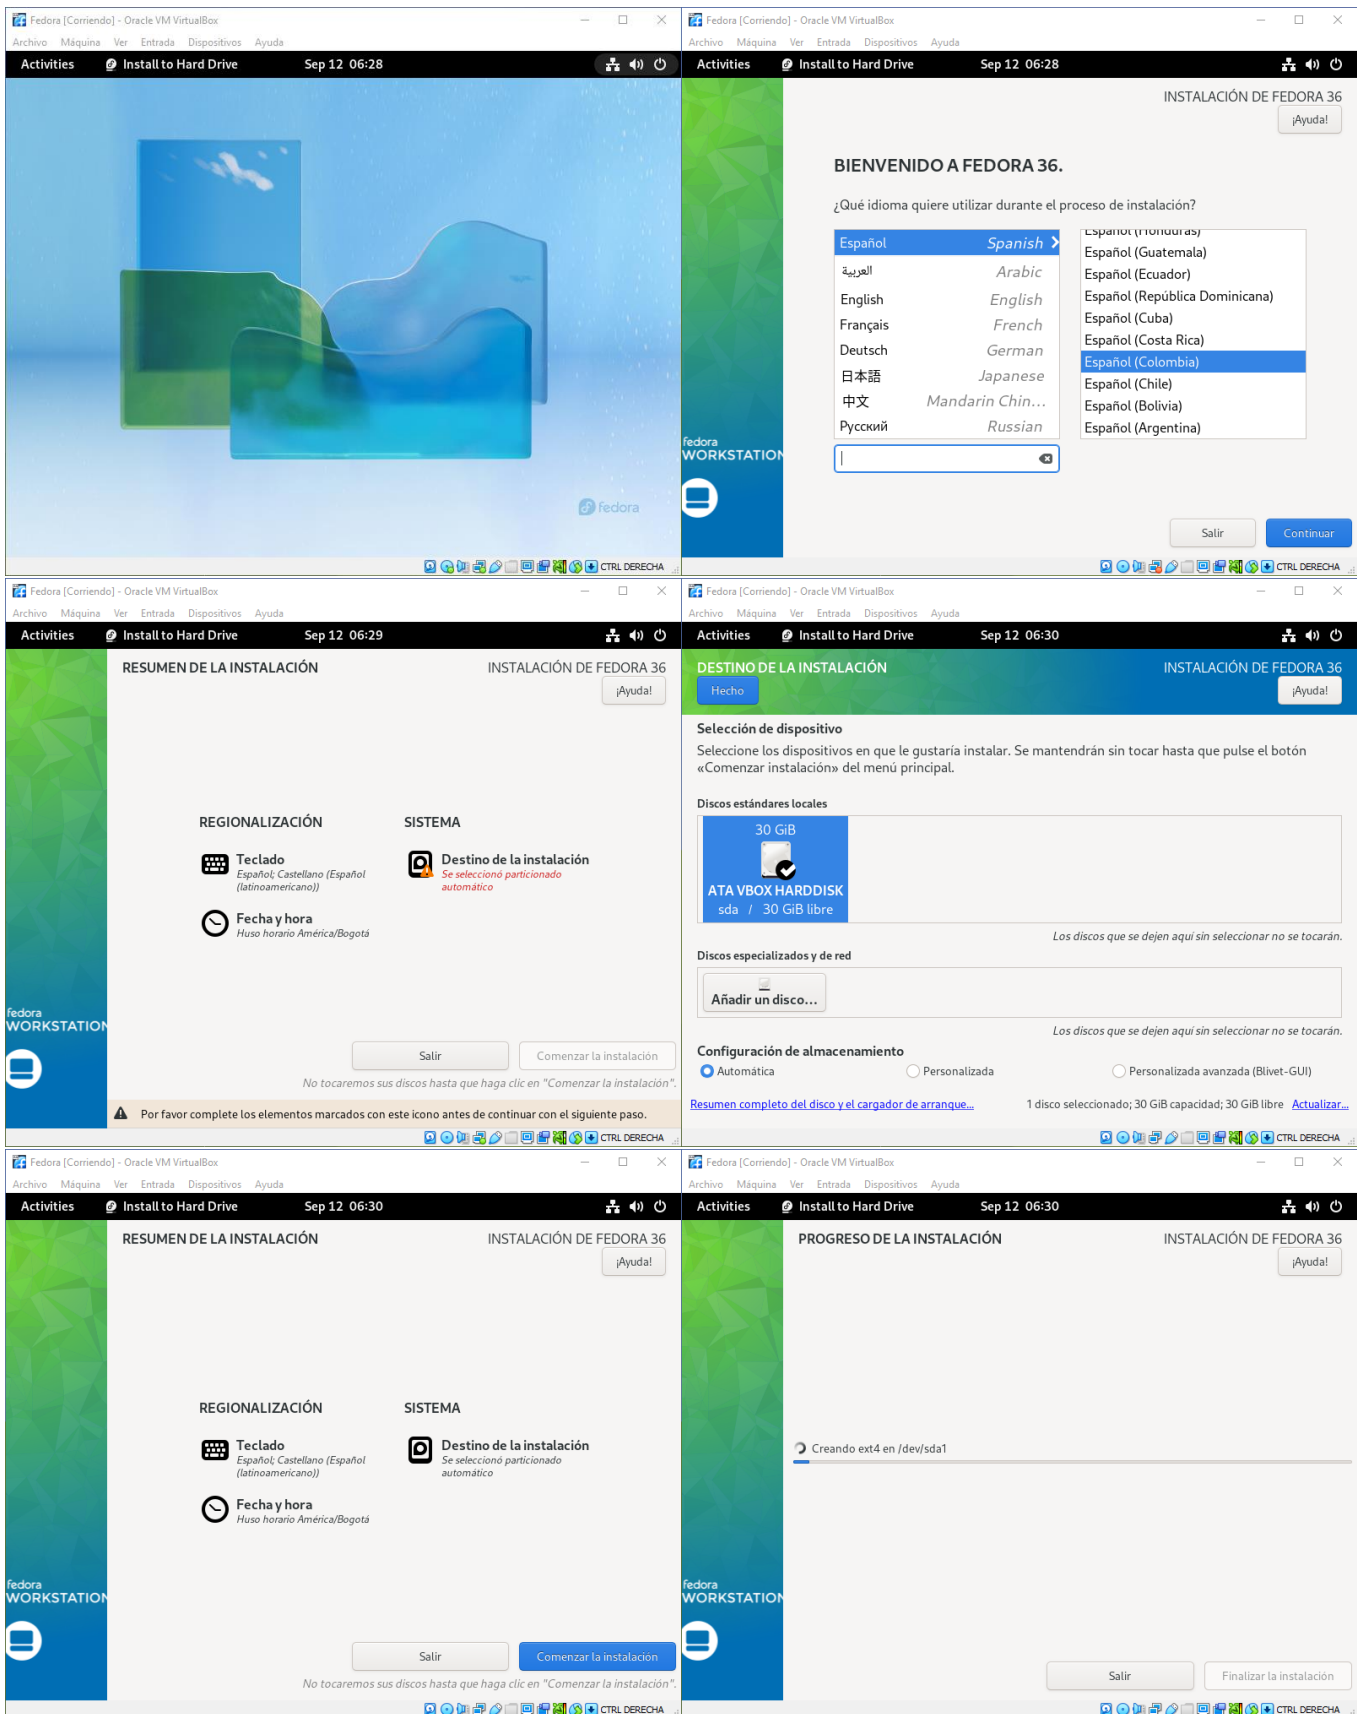 Fedora [Corriendo] - Oracle VM VirtualBox
Archivo Máquina Ver Entrada Dispositivos Ayuda
Activities Install to Hard Drive Sep 12 06:28
fedora
CTRL DERECHA
Fedora [Corriendo] - Oracle VM VirtualBox
Archivo Máquina Ver Entrada Dispositivos Ayuda
Activities Install to Hard Drive Sep 12 06:28
INSTALACIÓN DE FEDORA 36
¡Ayuda!
BIENVENIDO A FEDORA 36.
¿Qué idioma quiere utilizar durante el proceso de instalación?
Español Spanish
العربية Arabic
English English
Français French
Deutsch German
日本語 Japanese
中文 Mandarin Chin...
Русский Russian
Español (Honduras)
Español (Guatemala)
Español (Ecuador)
Español (República Dominicana)
Español (Cuba)
Español (Costa Rica)
Español (Colombia)
Español (Chile)
Español (Bolivia)
Español (Argentina)
fedora
WORKSTATION
Salir Continuar
CTRL DERECHA
Fedora [Corriendo] - Oracle VM VirtualBox
Archivo Máquina Ver Entrada Dispositivos Ayuda
Activities Install to Hard Drive Sep 12 06:29
RESUMEN DE LA INSTALACIÓN INSTALACIÓN DE FEDORA 36
¡Ayuda!
REGIONALIZACIÓN
Teclado
Español; Castellano (Español
(latinoamericano))
Fecha y hora
Huso horario América/Bogotá
SISTEMA
Destino de la instalación
Se seleccionó particionado
automático
fedora
WORKSTATION
Salir Comenzar la instalación
No tocaremos sus discos hasta que haga clic en "Comenzar la instalación".
Por favor complete los elementos marcados con este icono antes de continuar con el siguiente paso.
CTRL DERECHA
Fedora [Corriendo] - Oracle VM VirtualBox
Archivo Máquina Ver Entrada Dispositivos Ayuda
Activities Install to Hard Drive Sep 12 06:30
DESTINO DE LA INSTALACIÓN INSTALACIÓN DE FEDORA 36
Hecho ¡Ayuda!
Selección de dispositivo
Seleccione los dispositivos en que le gustaría instalar. Se mantendrán sin tocar hasta que pulse el botón
«Comenzar instalación» del menú principal.
Discos estándares locales
30 GiB
ATA VBOX HARDDISK
sda / 30 GiB libre
Los discos que se dejen aquí sin seleccionar no se tocarán.
Discos especializados y de red
Añadir un disco...
Los discos que se dejen aquí sin seleccionar no se tocarán.
Configuración de almacenamiento
Automática Personalizada Personalizada avanzada (Blivet-GUI)
Resumen completo del disco y el cargador de arranque... 1 disco seleccionado; 30 GiB capacidad; 30 GiB libre Actualizar...
CTRL DERECHA
Fedora [Corriendo] - Oracle VM VirtualBox
Archivo Máquina Ver Entrada Dispositivos Ayuda
Activities Install to Hard Drive Sep 12 06:30
RESUMEN DE LA INSTALACIÓN INSTALACIÓN DE FEDORA 36
¡Ayuda!
REGIONALIZACIÓN
Teclado
Español; Castellano (Español
(latinoamericano))
Fecha y hora
Huso horario América/Bogotá
SISTEMA
Destino de la instalación
Se seleccionó particionado
automático
fedora
WORKSTATION
Salir Comenzar la instalación
No tocaremos sus discos hasta que haga clic en "Comenzar la instalación".
CTRL DERECHA
Fedora [Corriendo] - Oracle VM VirtualBox
Archivo Máquina Ver Entrada Dispositivos Ayuda
Activities Install to Hard Drive Sep 12 06:30
PROGRESO DE LA INSTALACIÓN INSTALACIÓN DE FEDORA 36
¡Ayuda!
Creando ext4 en /dev/sda1
fedora
WORKSTATION
Salir Finalizar la instalación
CTRL DERECHA